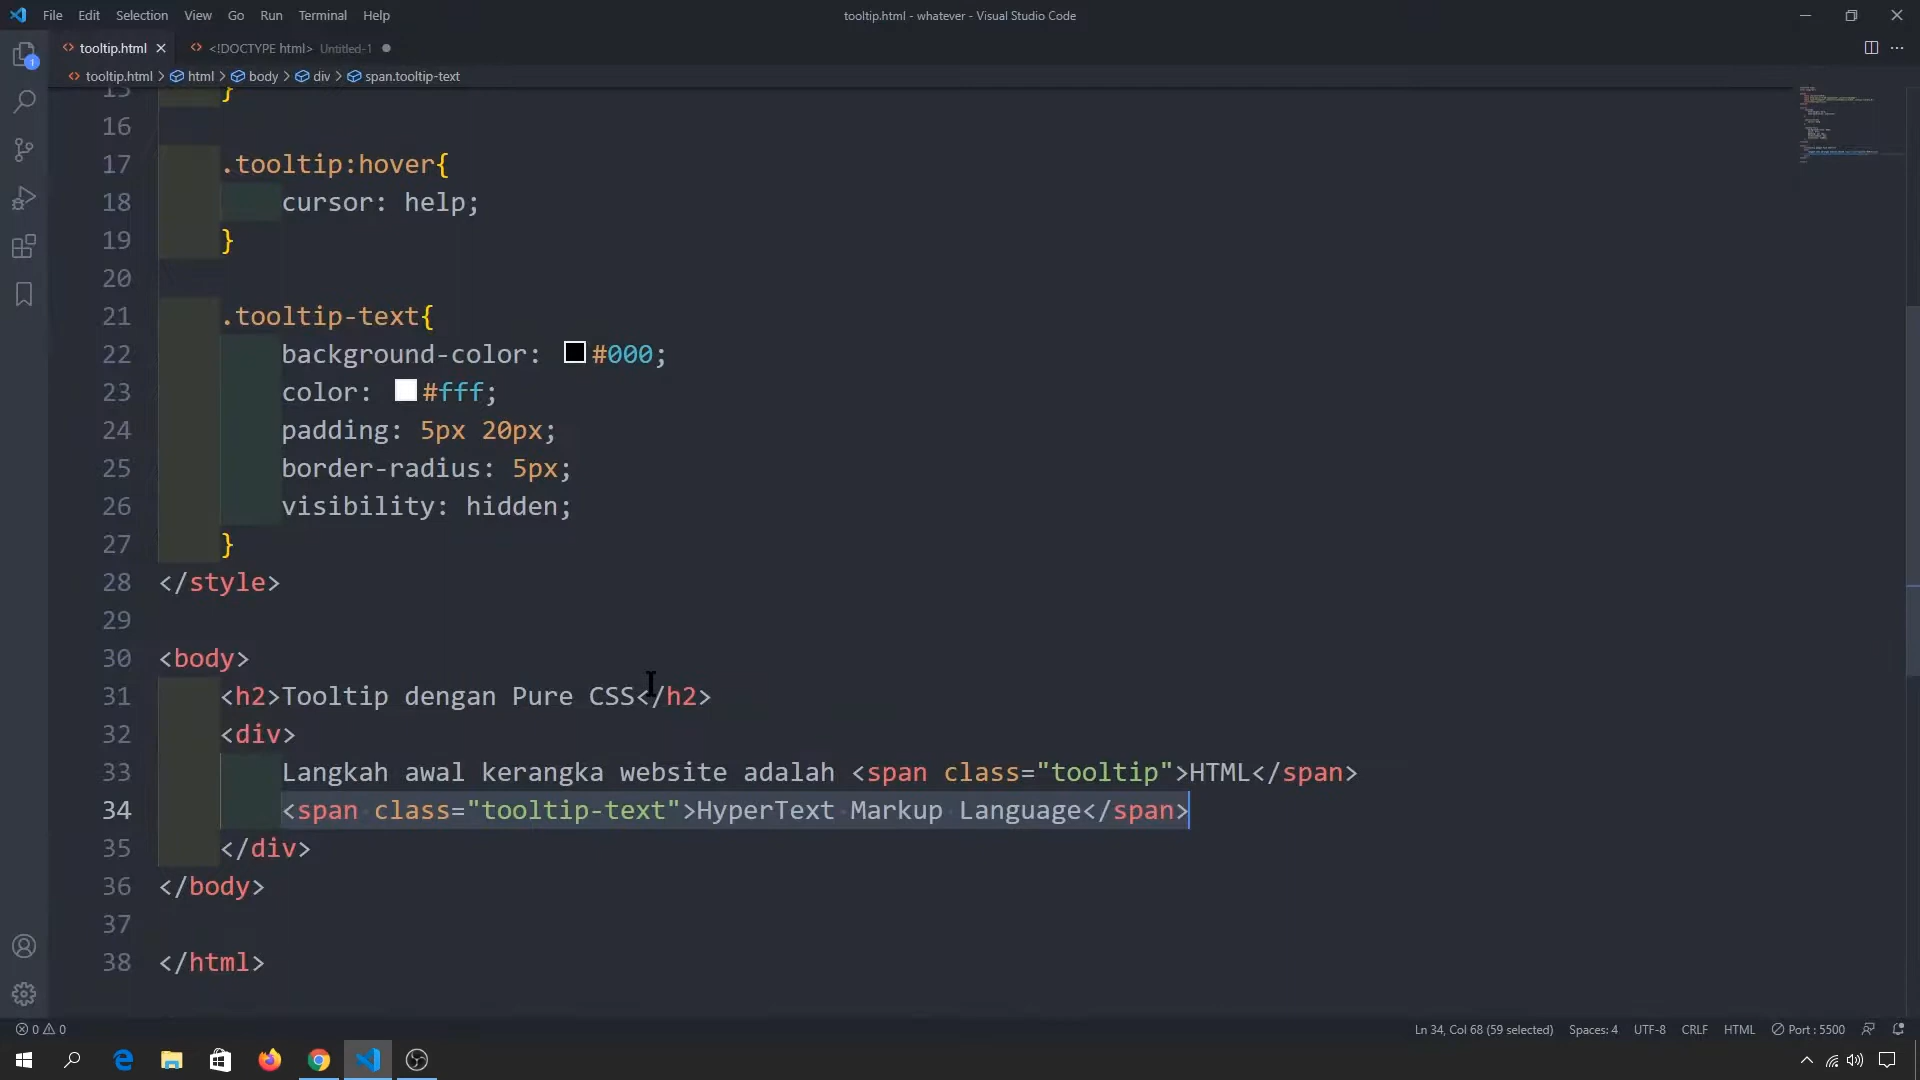 File Edit Selection View Go Run Terminal Help
tooltip.html - whatever - Visual Studio Code
1
<> tooltip.html ×
<> <!DOCTYPE html> Untitled-1 ●
<> tooltip.html > html > body > div > span.tooltip-text
15 }
16
17 .tooltip:hover{
18 cursor: help;
19 }
20
21 .tooltip-text{
22 background-color: #000;
23 color: #fff;
24 padding: 5px 20px;
25 border-radius: 5px;
26 visibility: hidden;
27 }
28 </style>
29
30 <body>
31 <h2>Tooltip dengan Pure CSS</h2>
32 <div>
33 Langkah awal kerangka website adalah <span class="tooltip">HTML</span>
34 <span class="tooltip-text">HyperText Markup Language</span>
35 </div>
36 </body>
37
38 </html>
0 0
Ln 34, Col 68 (59 selected) Spaces: 4 UTF-8 CRLF HTML Port : 5500